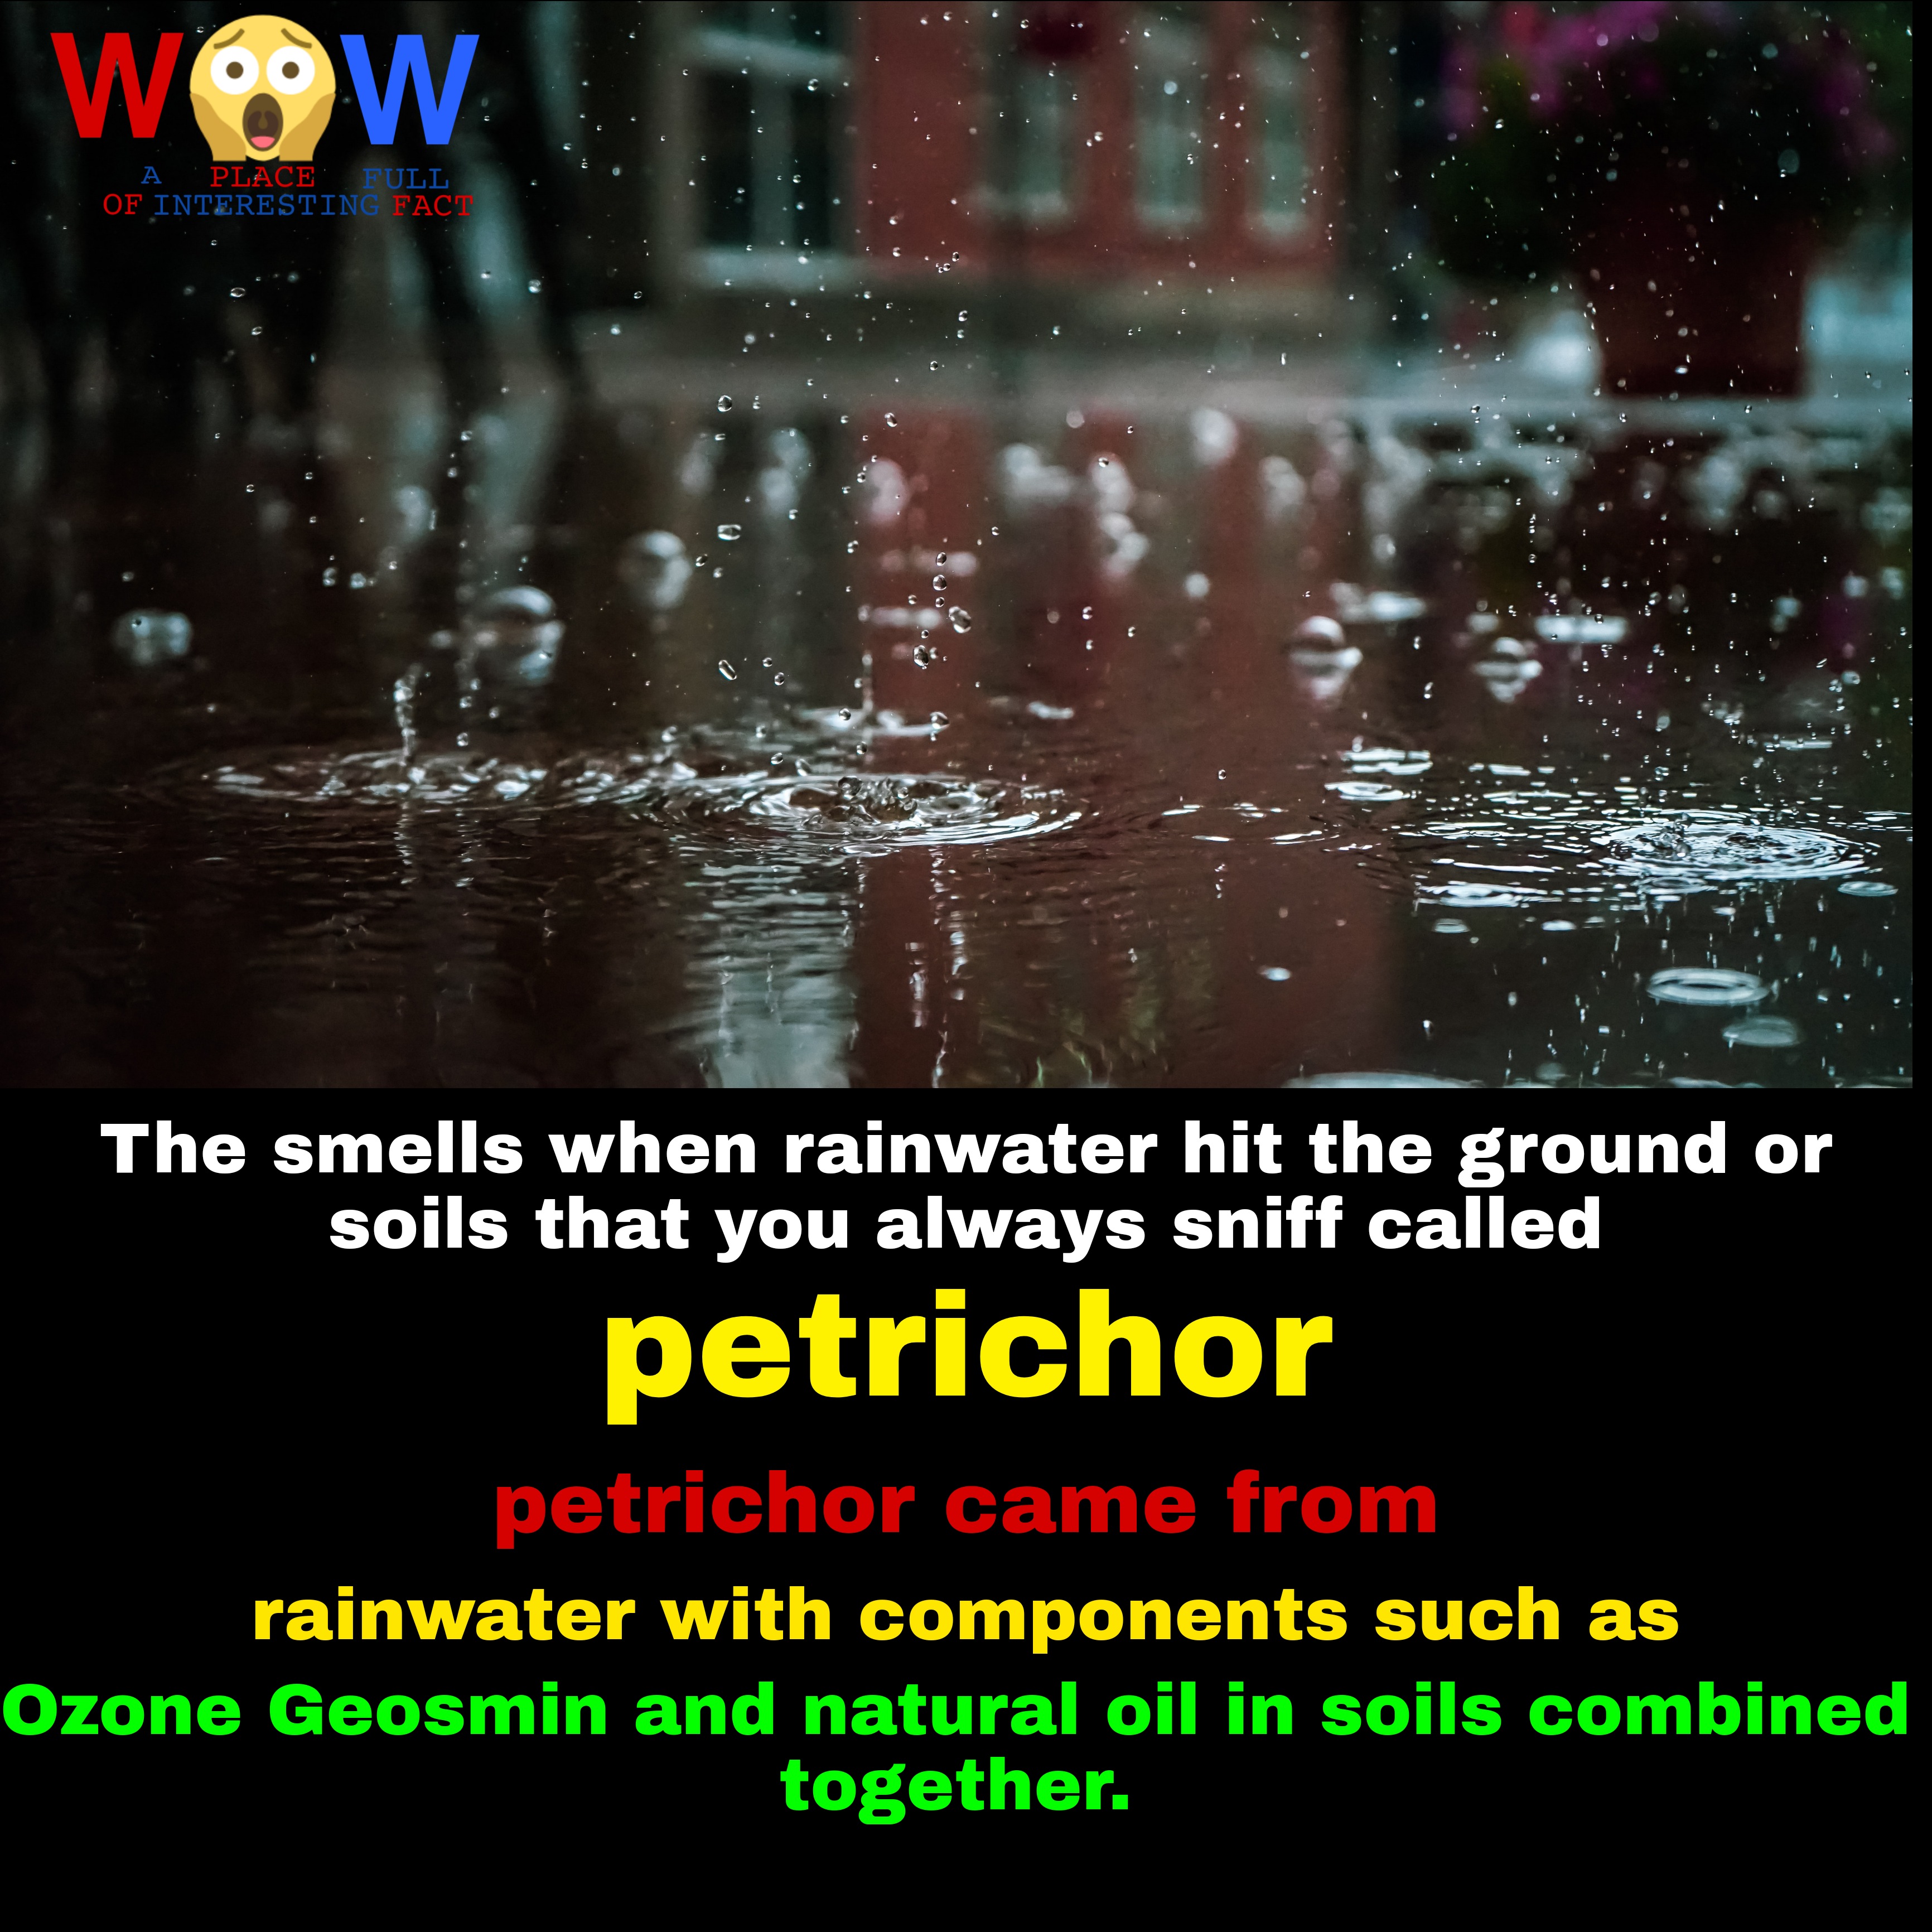 W😱W
A PLACE FULL
OF INTERESTING FACT
The smells when rainwater hit the ground or
soils that you always sniff called
petrichor
petrichor came from
rainwater with components such as
Ozone Geosmin and natural oil in soils combined
together.